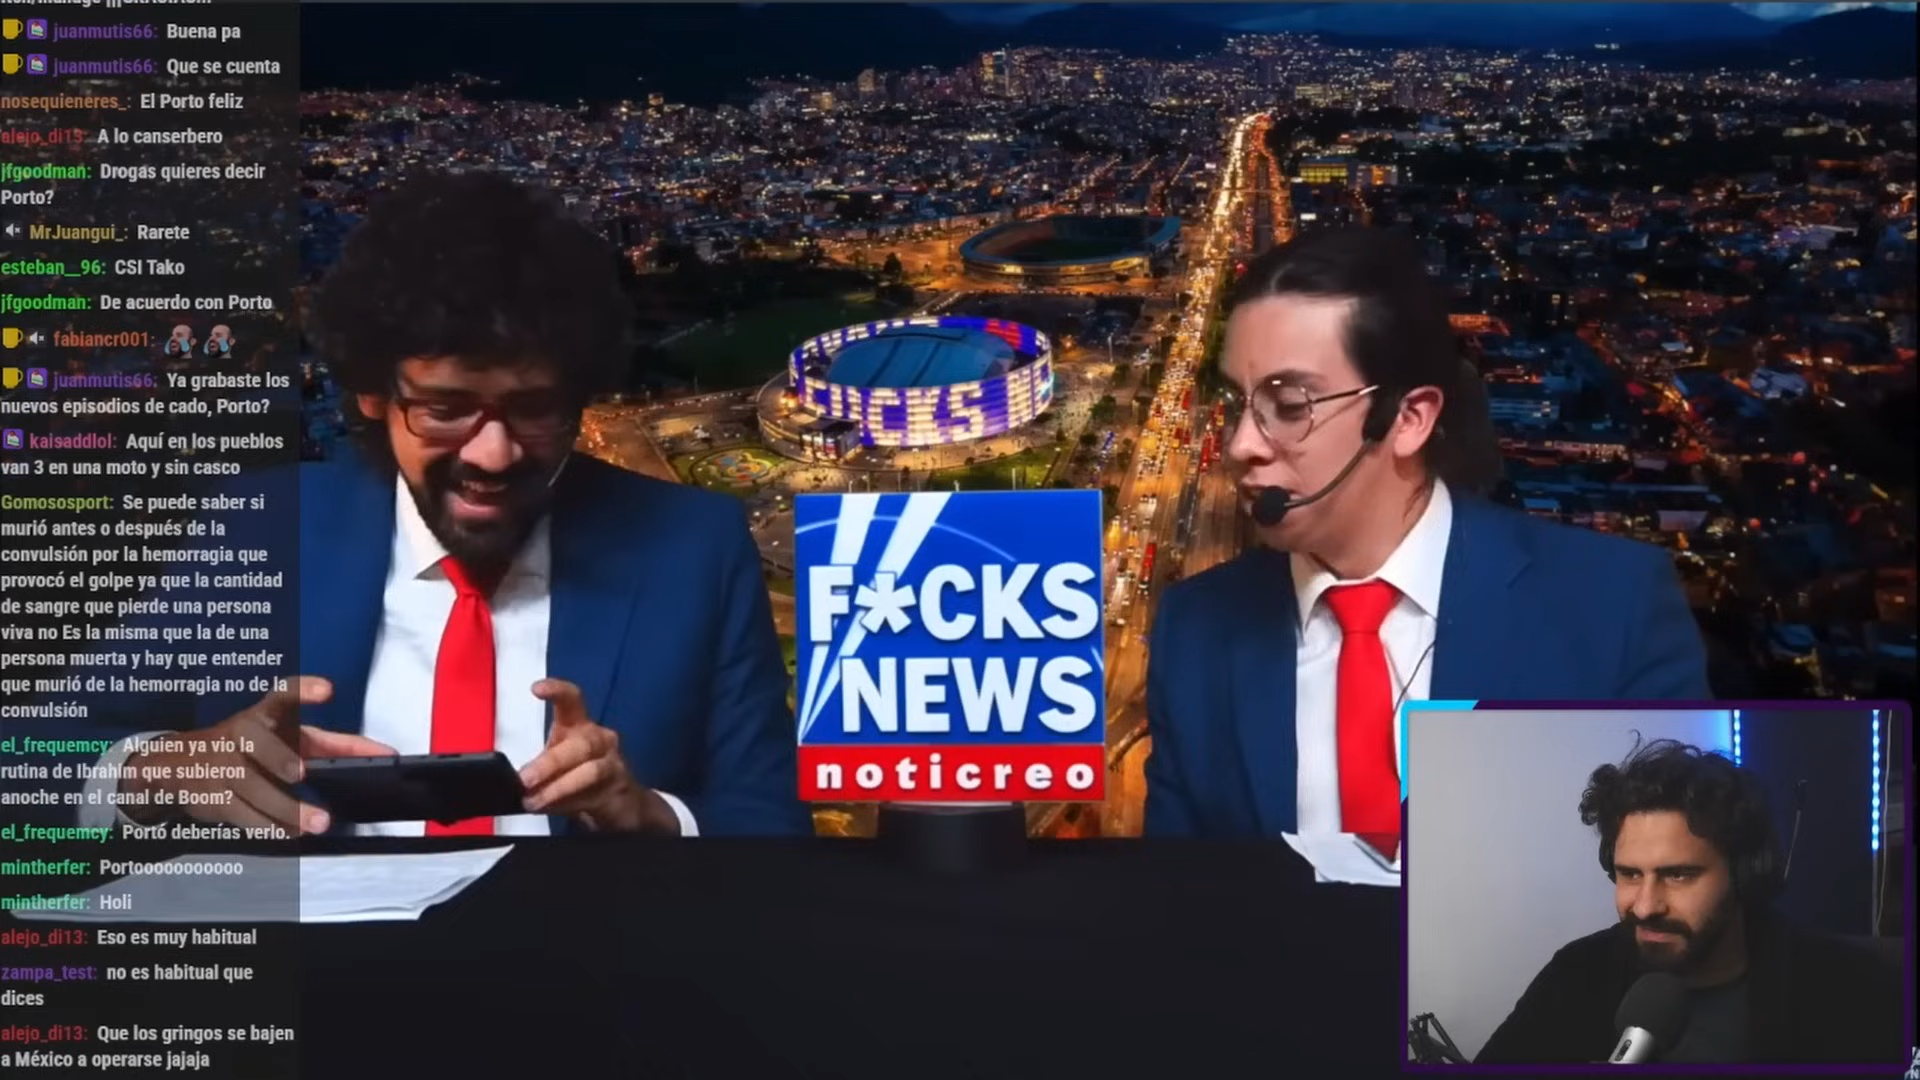 juanmutis66: Buena pa
juanmutis66: Que se cuenta
nosequieneres_: El Porto feliz
alejo_di13: A lo canserbero
jfgoodman: Drogas quieres decir
Porto?
MrJuangui_: Rarete
esteban__96: CSI Tako
jfgoodman: De acuerdo con Porto
fabiancr001:
juanmutis66: Ya grabaste los
nuevos episodios de cado, Porto?
kaisaddlol: Aquí en los pueblos
van 3 en una moto y sin casco
Gomososport: Se puede saber si
murió antes o después de la
convulsión por la hemorragia que
provocó el golpe ya que la cantidad
de sangre que pierde una persona
viva no Es la misma que la de una
persona muerta y hay que entender
que murió de la hemorragia no de la
convulsión
el_frequemcy: Alguien ya vio la
rutina de Ibrahim que subieron
anoche en el canal de Boom?
el_frequemcy: Portó deberías verlo.
mintherfer: Portooooooooooo
mintherfer: Holi
alejo_di13: Eso es muy habitual
zampa_test: no es habitual que
dices
alejo_di13: Que los gringos se bajen
a México a operarse jajaja
F*CKS
NEWS
noticreo